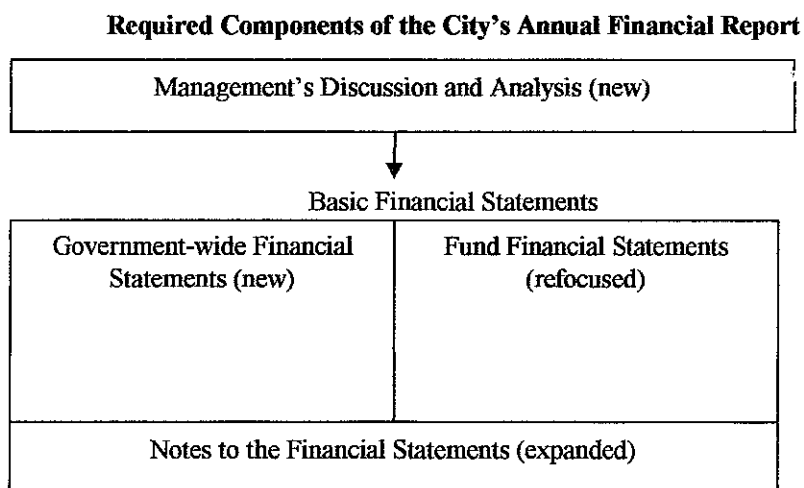 Required Components of the City's Annual Financial Report
Management's Discussion and Analysis (new)
Basic Financial Statements
Government-wide Financial
Statements (new)
Fund Financial Statements
(refocused)
Notes to the Financial Statements (expanded)